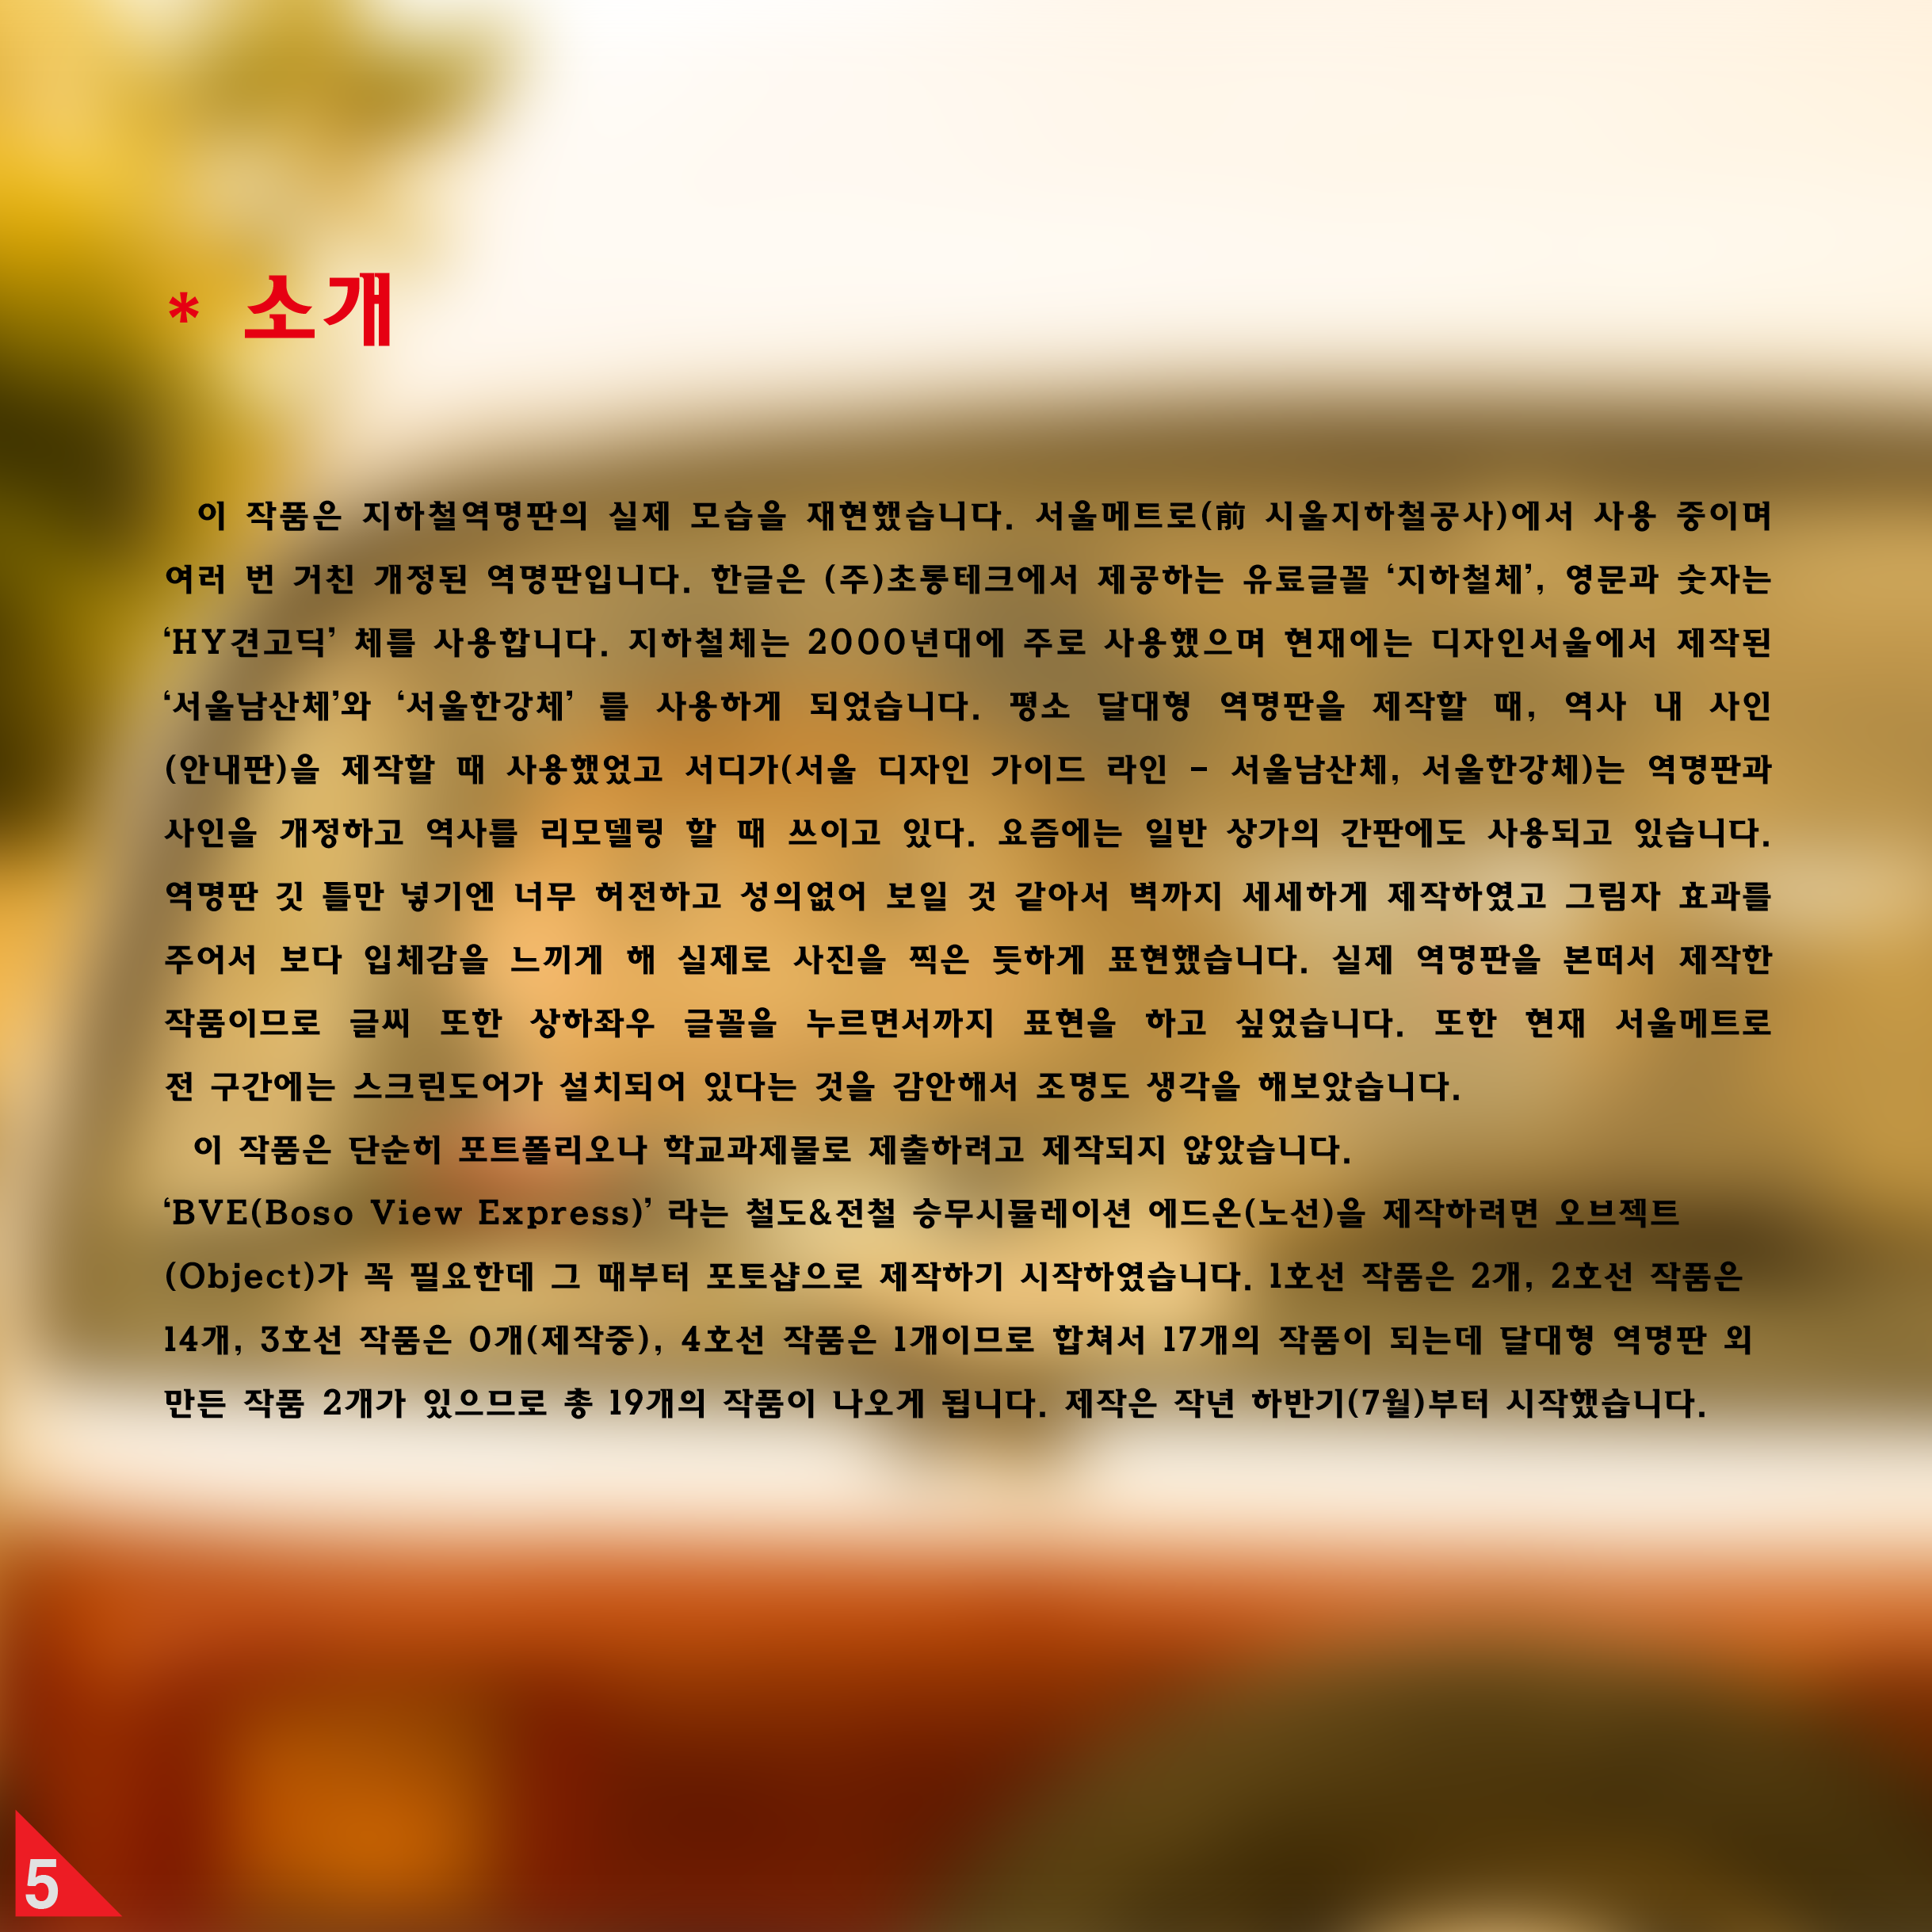 * 소개
이 작품은 지하철역명판의 실제 모습을 재현했습니다. 서울메트로(前 시울지하철공사)에서 사용 중이며
여러 번 거친 개정된 역명판입니다. 한글은 (주)초롱테크에서 제공하는 유료글꼴 ‘지하철체’, 영문과 숫자는
‘HY견고딕’ 체를 사용합니다. 지하철체는 2000년대에 주로 사용했으며 현재에는 디자인서울에서 제작된
‘서울남산체’와 ‘서울한강체’ 를 사용하게 되었습니다. 평소 달대형 역명판을 제작할 때, 역사 내 사인
(안내판)을 제작할 때 사용했었고 서디가(서울 디자인 가이드 라인 - 서울남산체, 서울한강체)는 역명판과
사인을 개정하고 역사를 리모델링 할 때 쓰이고 있다. 요즘에는 일반 상가의 간판에도 사용되고 있습니다.
역명판 깃 틀만 넣기엔 너무 허전하고 성의없어 보일 것 같아서 벽까지 세세하게 제작하였고 그림자 효과를
주어서 보다 입체감을 느끼게 해 실제로 사진을 찍은 듯하게 표현했습니다. 실제 역명판을 본떠서 제작한
작품이므로 글씨 또한 상하좌우 글꼴을 누르면서까지 표현을 하고 싶었습니다. 또한 현재 서울메트로
전 구간에는 스크린도어가 설치되어 있다는 것을 감안해서 조명도 생각을 해보았습니다.
이 작품은 단순히 포트폴리오나 학교과제물로 제출하려고 제작되지 않았습니다.
‘BVE(Boso View Express)’ 라는 철도&전철 승무시뮬레이션 에드온(노선)을 제작하려면 오브젝트
(Object)가 꼭 필요한데 그 때부터 포토샵으로 제작하기 시작하였습니다. 1호선 작품은 2개, 2호선 작품은
14개, 3호선 작품은 0개(제작중), 4호선 작품은 1개이므로 합쳐서 17개의 작품이 되는데 달대형 역명판 외
만든 작품 2개가 있으므로 총 19개의 작품이 나오게 됩니다. 제작은 작년 하반기(7월)부터 시작했습니다.
5